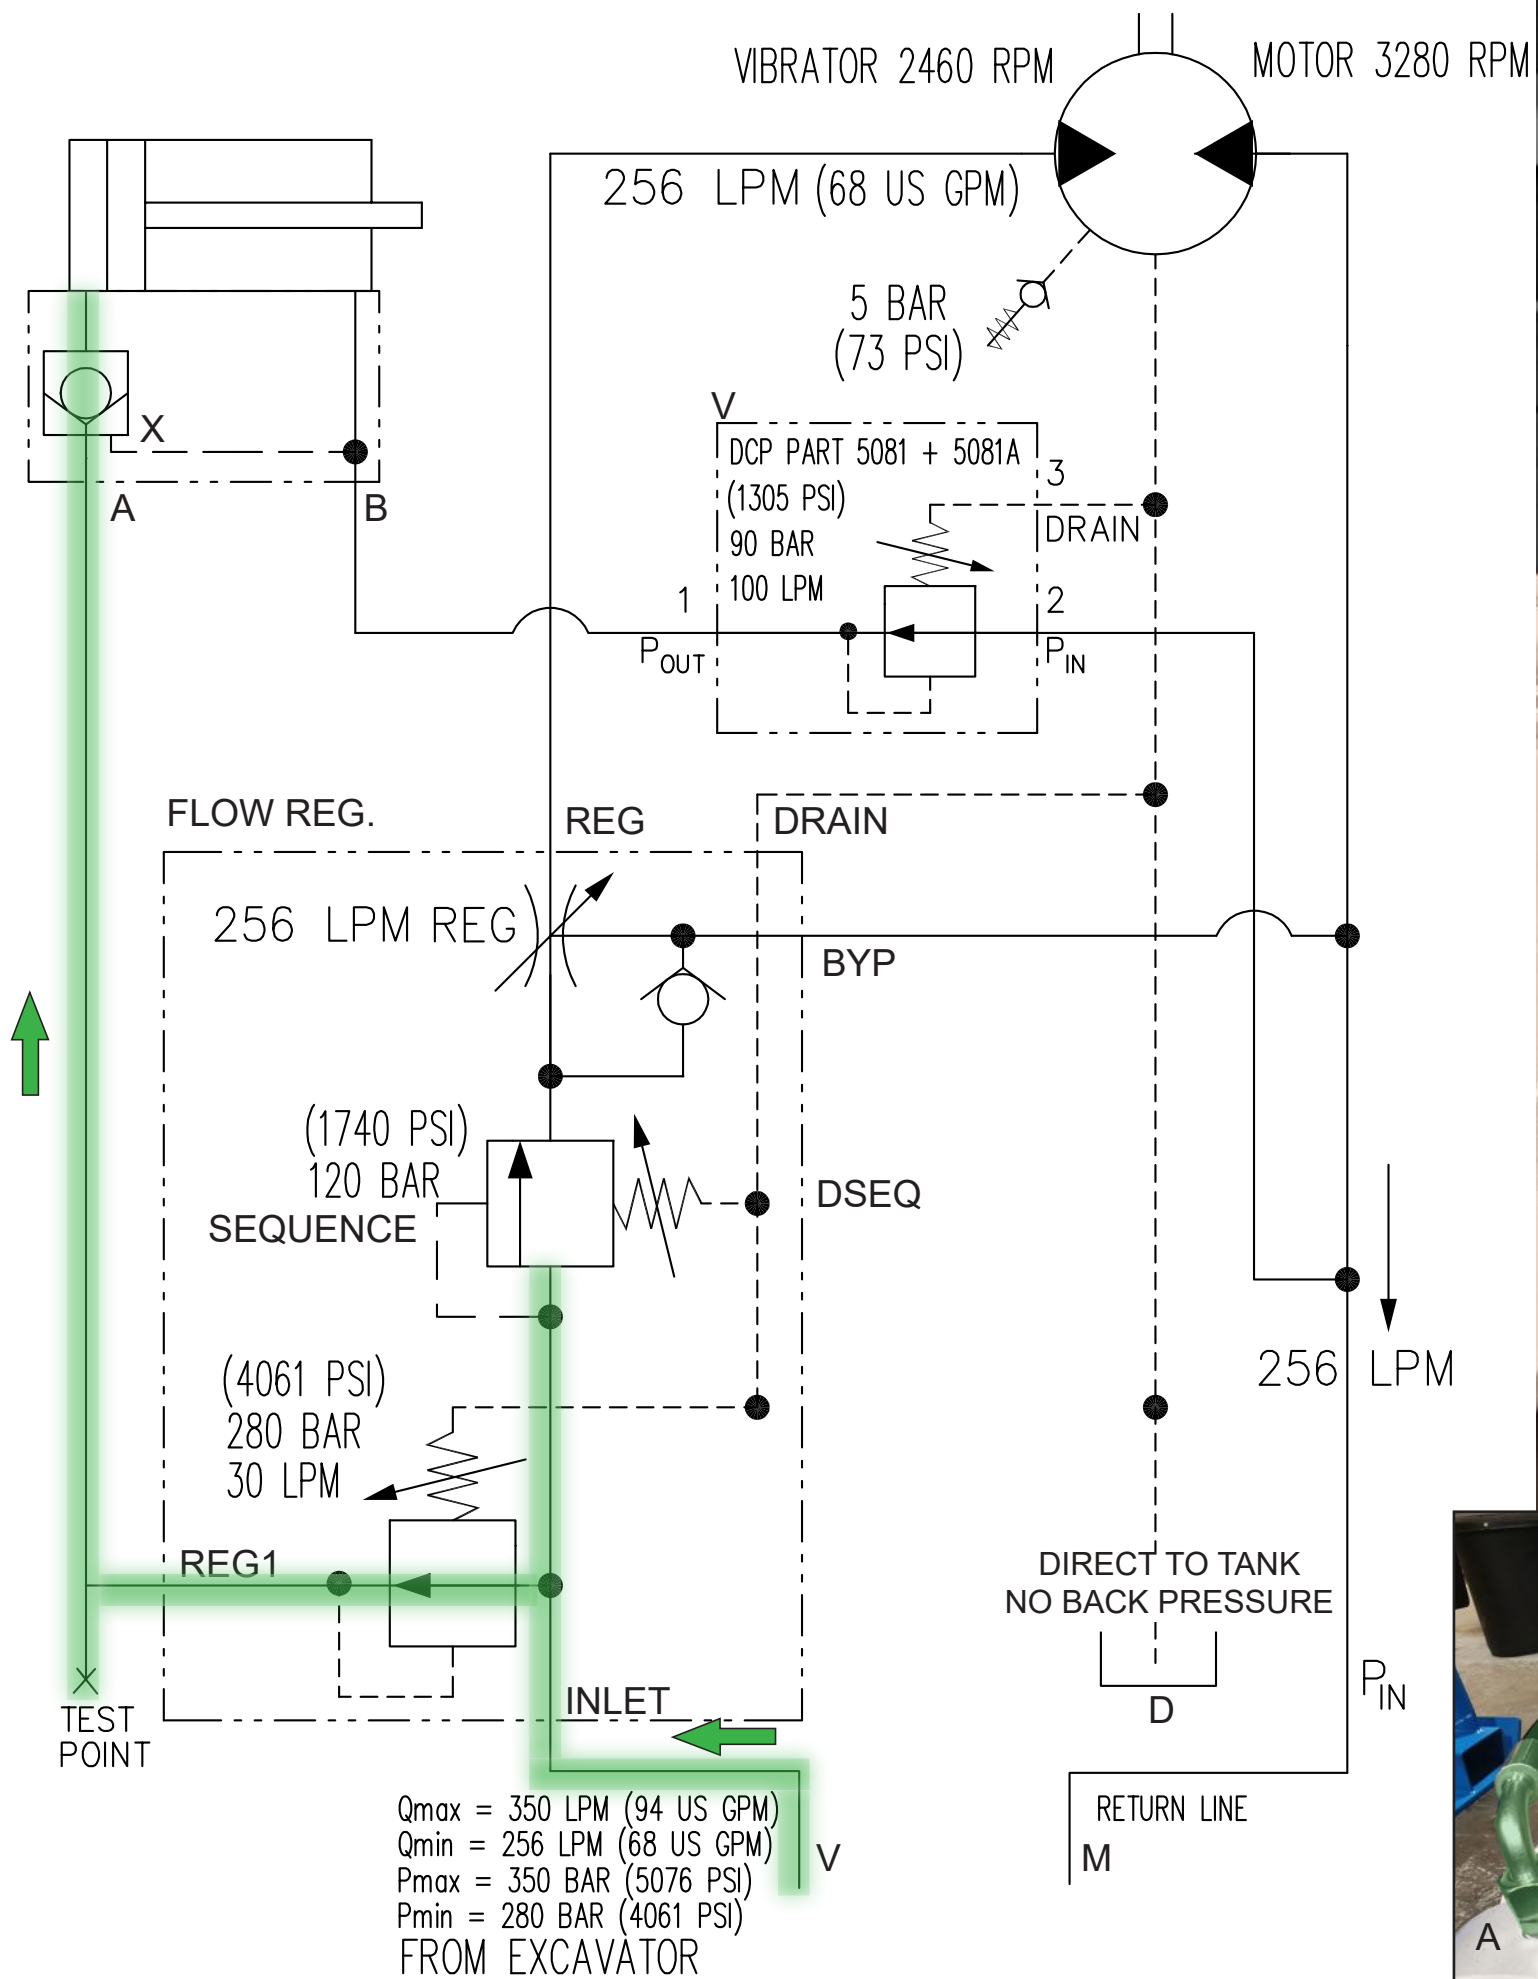 VIBRATOR 2460 RPM
MOTOR 3280 RPM
256 LPM (68 US GPM)
5 BAR
(73 PSI)
X
A
B
V
DCP PART 5081 + 5081A
(1305 PSI)
90 BAR
100 LPM
3
DRAIN
1
POUT
2
PIN
FLOW REG.
REG
DRAIN
256 LPM REG
BYP
(1740 PSI)
120 BAR
SEQUENCE
DSEQ
(4061 PSI)
280 BAR
30 LPM
256 LPM
REG1
DIRECT TO TANK
NO BACK PRESSURE
D
PIN
INLET
TEST
POINT
Qmax = 350 LPM (94 US GPM)
Qmin = 256 LPM (68 US GPM)
Pmax = 350 BAR (5076 PSI)
Pmin = 280 BAR (4061 PSI)
FROM EXCAVATOR
V
RETURN LINE
M
A